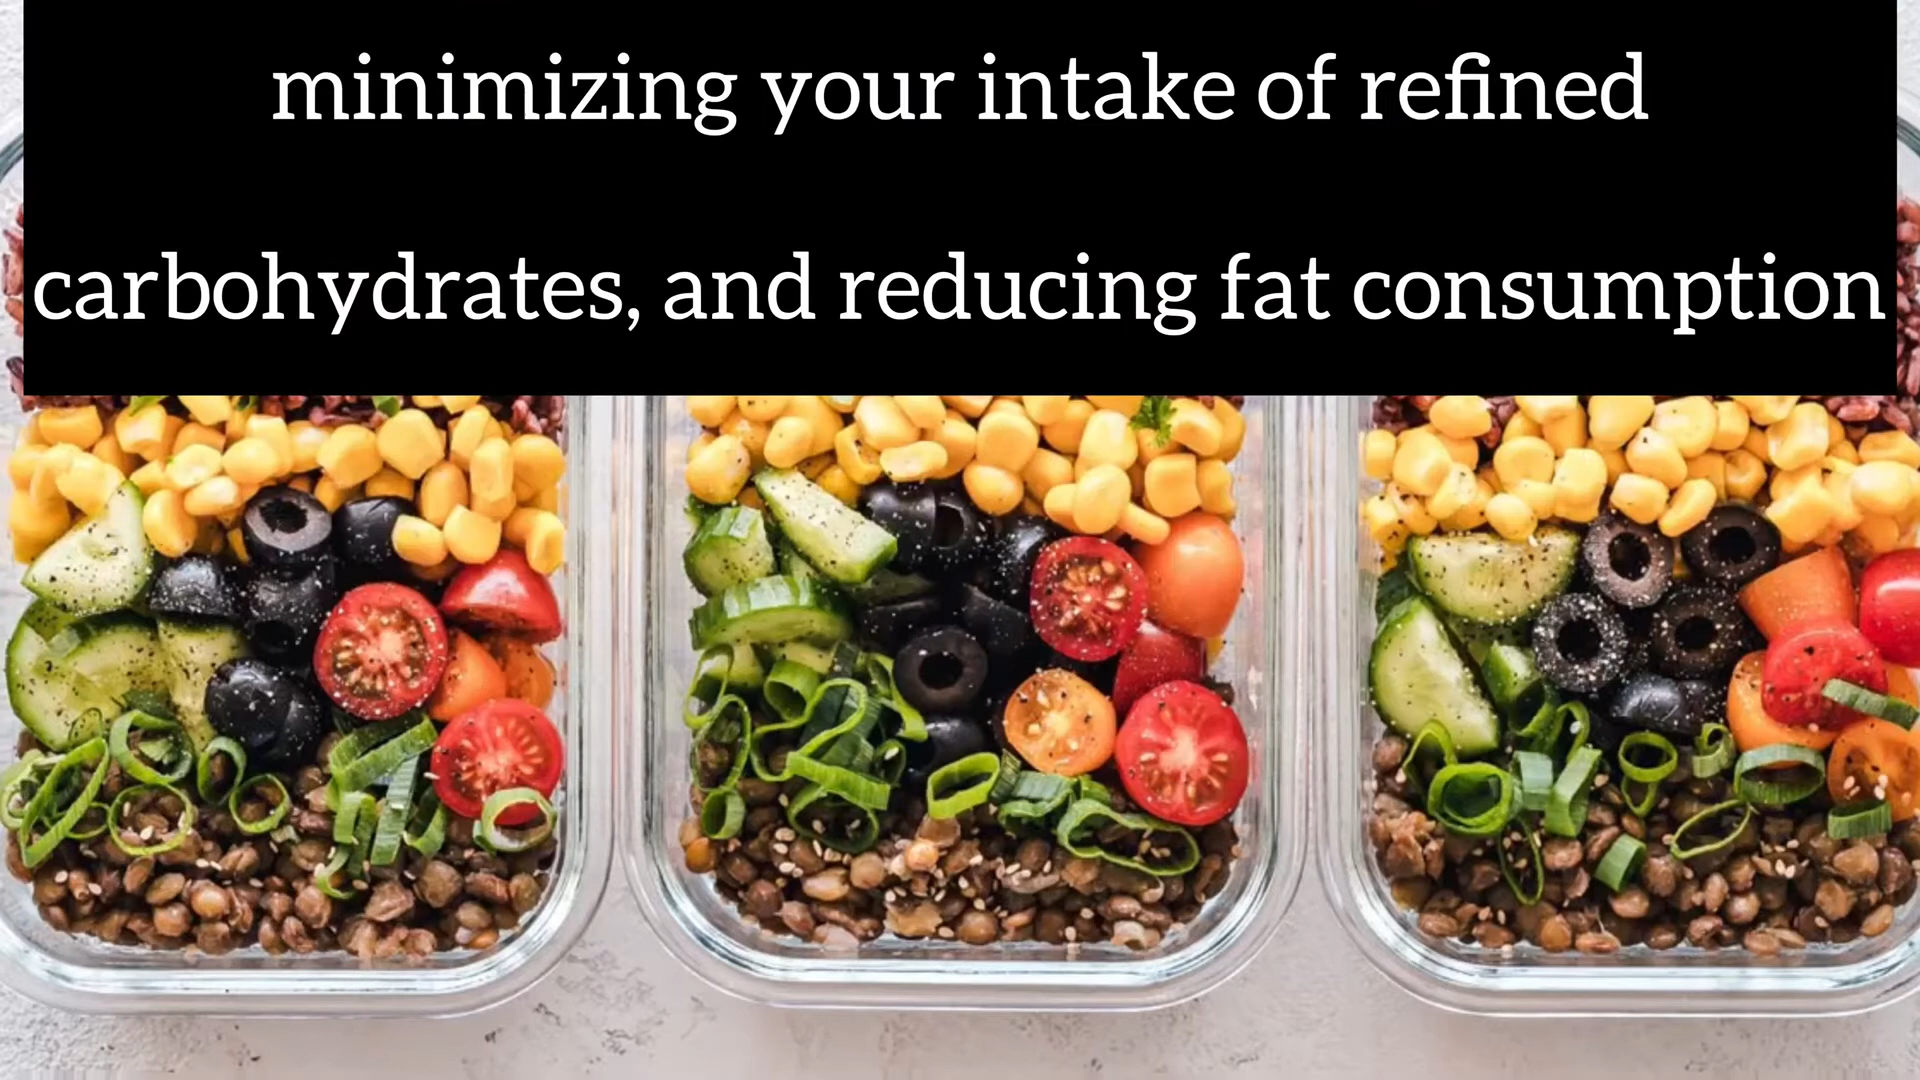 minimizing your intake of refined
carbohydrates, and reducing fat consumption